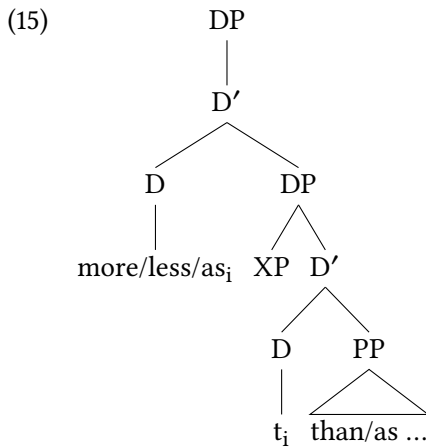 (15) DP
D′
D DP
more/less/asᵢ XP D′
D PP
tᵢ than/as ...